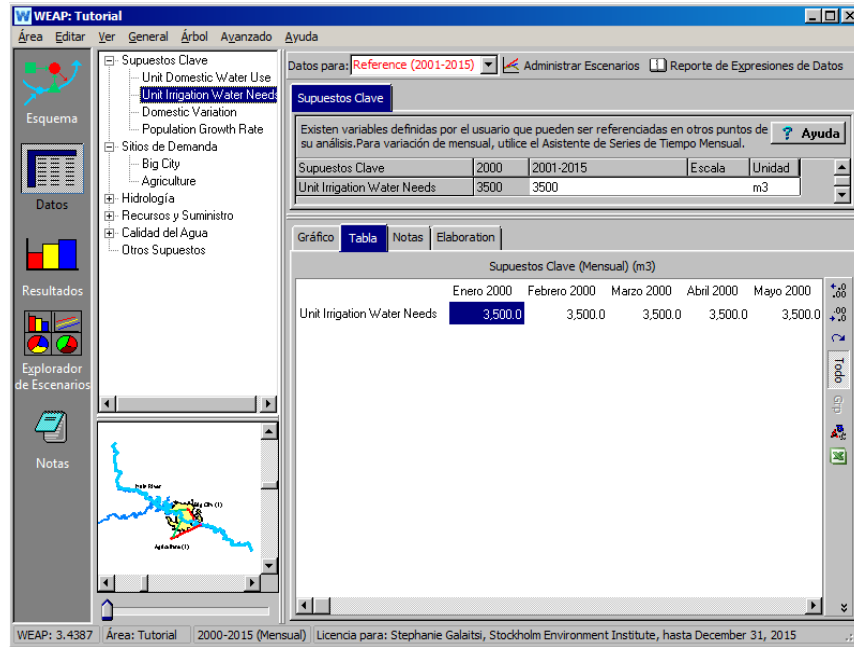 WEAP: Tutorial
Área Editar Ver General Árbol Avanzado Ayuda
Esquema
Datos
Resultados
Explorador
de Escenarios
Notas
Supuestos Clave
Unit Domestic Water Use
Unit Irrigation Water Needs
Domestic Variation
Population Growth Rate
Sitios de Demanda
Big City
Agriculture
Hidrología
Recursos y Suministro
Calidad del Agua
Otros Supuestos
Datos para: Reference (2001-2015) Administrar Escenarios Reporte de Expresiones de Datos
Supuestos Clave
Existen variables definidas por el usuario que pueden ser referenciadas en otros puntos de
su análisis.Para variación de mensual, utilice el Asistente de Series de Tiempo Mensual.
? Ayuda
Supuestos Clave 2000 2001-2015 Escala Unidad
Unit Irrigation Water Needs 3500 3500 m3
Gráfico Tabla Notas Elaboration
Supuestos Clave (Mensual) (m3)
Enero 2000 Febrero 2000 Marzo 2000 Abril 2000 Mayo 2000
Unit Irrigation Water Needs 3,500.0 3,500.0 3,500.0 3,500.0 3,500.0
Todo
Big City (1)
Agriculture (1)
WEAP: 3.4387 Área: Tutorial 2000-2015 (Mensual) Licencia para: Stephanie Galaitsi, Stockholm Environment Institute, hasta December 31, 2015